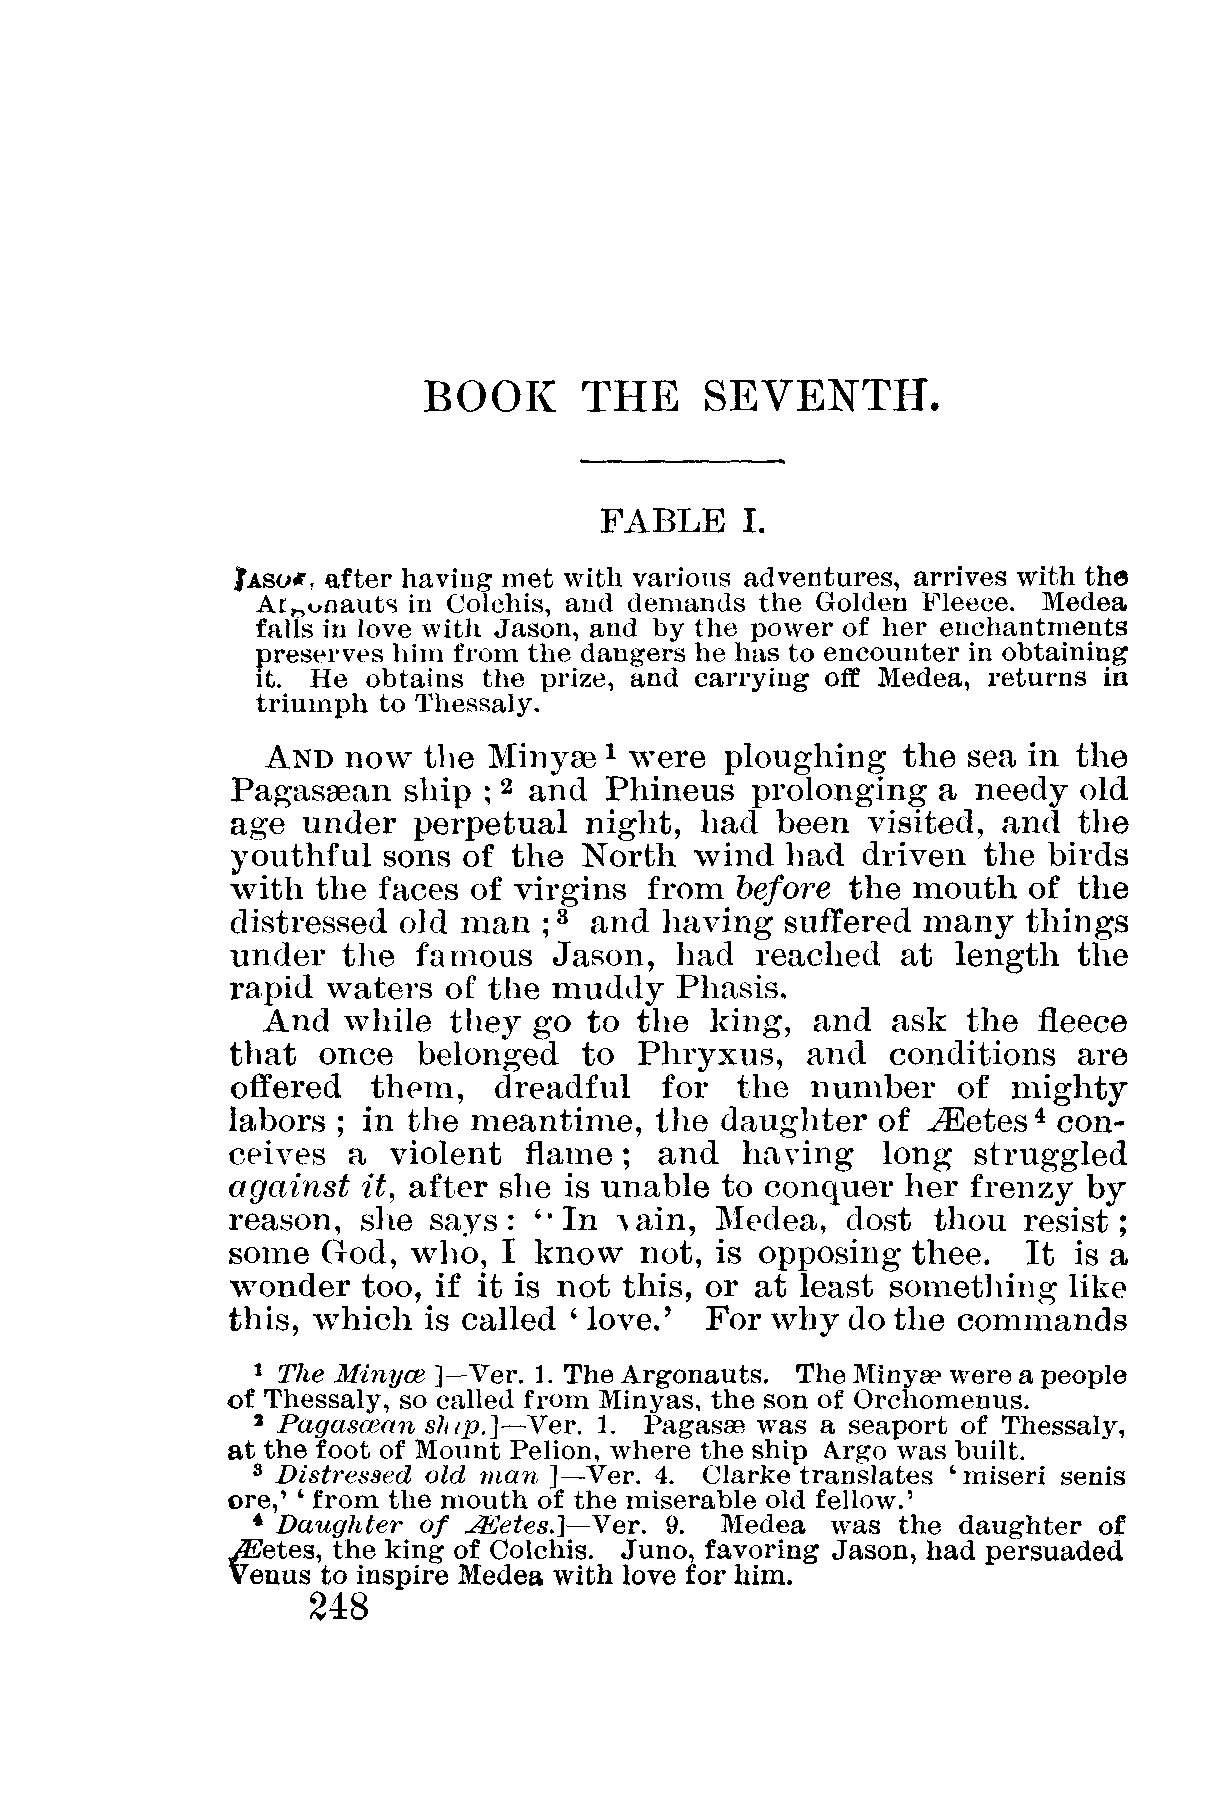 BOOK THE SEVENTH.
FABLE I.
JASON, after having met with various adventures, arrives with the
Argonauts in Colchis, and demands the Golden Fleece. Medea
falls in love with Jason, and by the power of her enchantments
preserves him from the dangers he has to encounter in obtaining
it. He obtains the prize, and carrying off Medea, returns in
triumph to Thessaly.
AND now the Minyæ¹ were ploughing the sea in the
Pagasæan ship ;² and Phineus prolonging a needy old
age under perpetual night, had been visited, and the
youthful sons of the North wind had driven the birds
with the faces of virgins from before the mouth of the
distressed old man ;³ and having suffered many things
under the famous Jason, had reached at length the
rapid waters of the muddy Phasis.
And while they go to the king, and ask the fleece
that once belonged to Phryxus, and conditions are
offered them, dreadful for the number of mighty
labors ; in the meantime, the daughter of Æetes⁴ con-
ceives a violent flame ; and having long struggled
against it, after she is unable to conquer her frenzy by
reason, she says : “In vain, Medea, dost thou resist ;
some God, who, I know not, is opposing thee. It is a
wonder too, if it is not this, or at least something like
this, which is called ‘ love.’ For why do the commands
¹ The Minyæ ]—Ver. 1. The Argonauts. The Minyæ were a people
of Thessaly, so called from Minyas, the son of Orchomenus.
² Pagasæan ship.]—Ver. 1. Pagasæ was a seaport of Thessaly,
at the foot of Mount Pelion, where the ship Argo was built.
³ Distressed old man ]—Ver. 4. Clarke translates ‘ miseri senis
ore,’ ‘ from the mouth of the miserable old fellow.’
⁴ Daughter of Æetes.]—Ver. 9. Medea was the daughter of
Æetes, the king of Colchis. Juno, favoring Jason, had persuaded
Venus to inspire Medea with love for him.
248